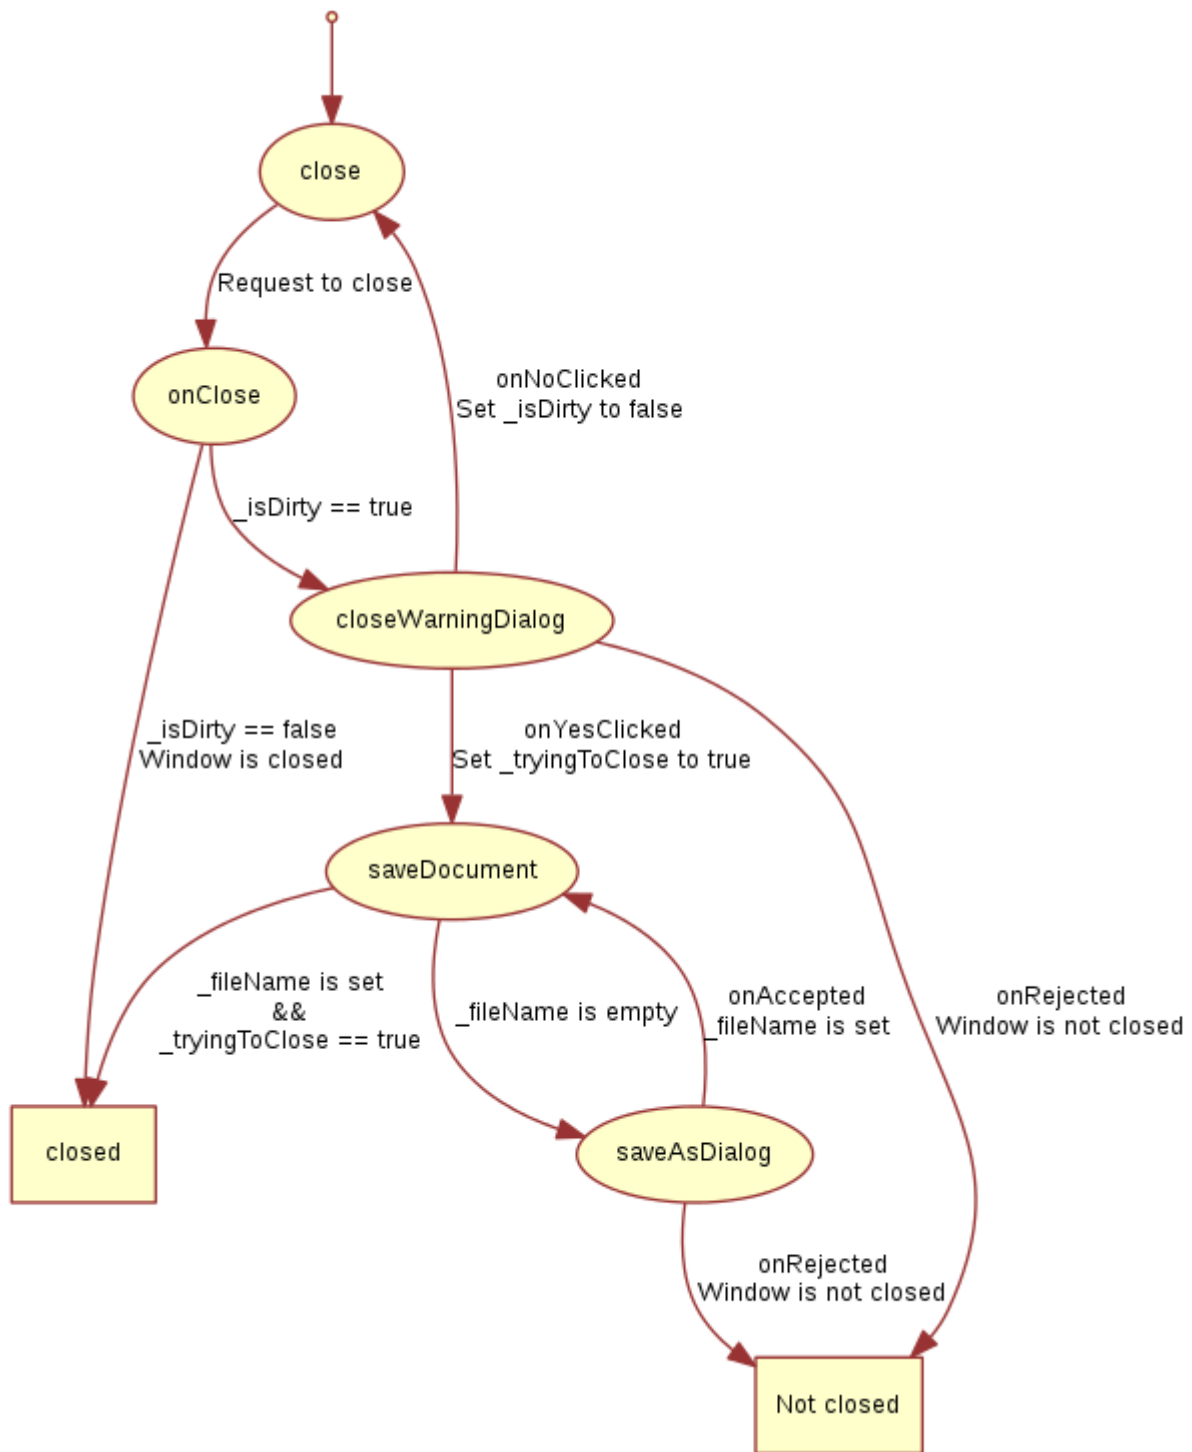 close
Request to close
onClose
onNoClicked
Set _isDirty to false
_isDirty == true
closeWarningDialog
_isDirty == false
Window is closed
onYesClicked
Set _tryingToClose to true
saveDocument
_fileName is set
&&
_tryingToClose == true
_fileName is empty
onAccepted
_fileName is set
onRejected
Window is not closed
closed
saveAsDialog
onRejected
Window is not closed
Not closed